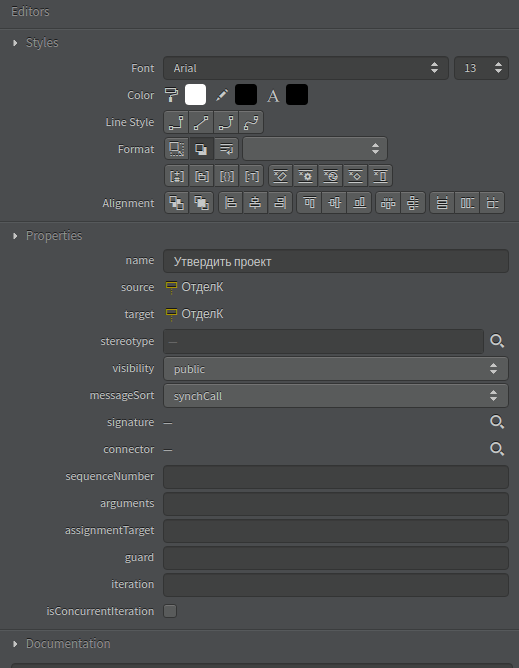 Editors
Styles
Font Arial 13
Color A
Line Style
Format
Alignment
Properties
name Утвердить проект
source ОтделК
target ОтделК
stereotype —
visibility public
messageSort synchCall
signature —
connector —
sequenceNumber
arguments
assignmentTarget
guard
iteration
isConcurrentIteration
Documentation